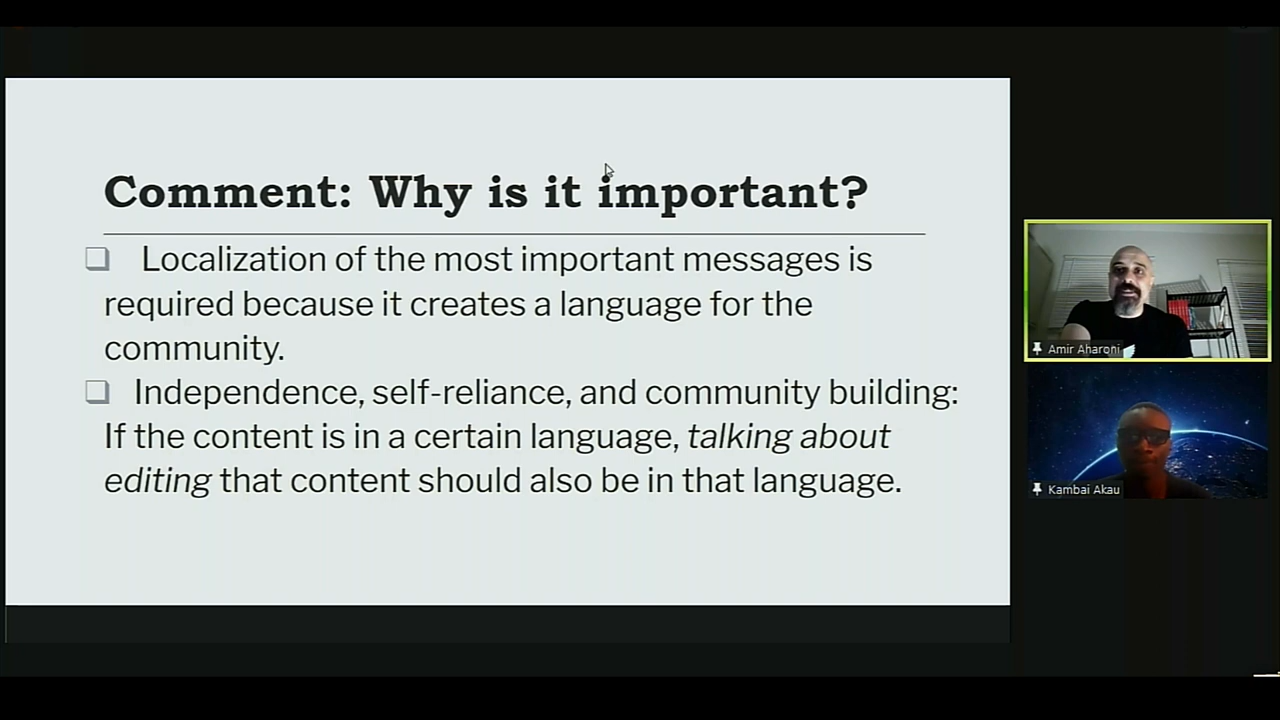 Comment: Why is it important?
❑ Localization of the most important messages is
required because it creates a language for the
community.
❑ Independence, self-reliance, and community building:
If the content is in a certain language, talking about
editing that content should also be in that language.
Amir Aharoni
Kambai Akau